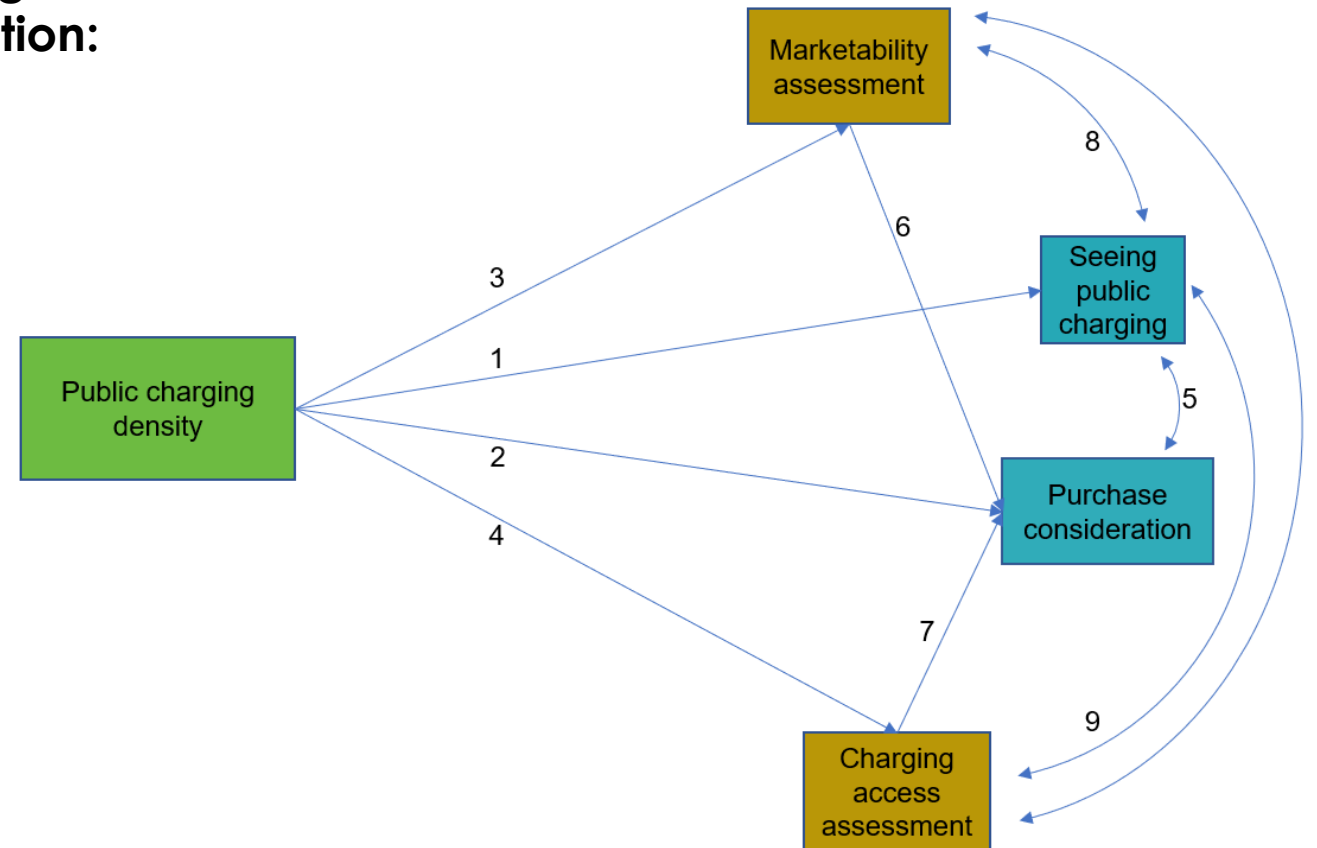 tion:
Marketability
assessment
8
6
Seeing
public
charging
3
1
Public charging
density
5
2
Purchase
consideration
4
7
9
Charging
access
assessment